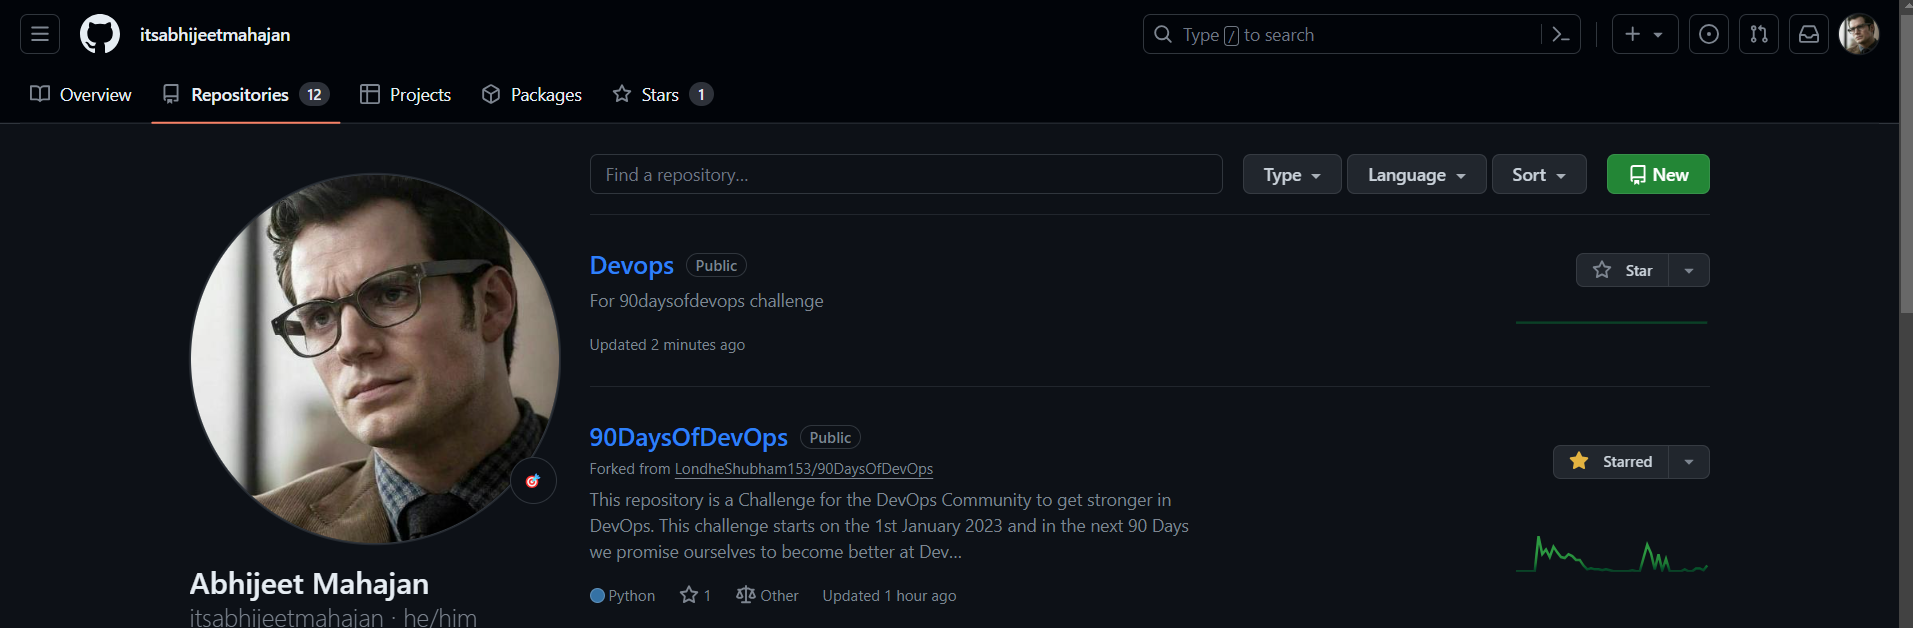 itsabhijeetmahajan
Type / to search
Overview
Repositories 12
Projects
Packages
Stars 1
Find a repository...
Type
Language
Sort
New
Devops Public
Star
For 90daysofdevops challenge
Updated 2 minutes ago
90DaysOfDevOps Public
Starred
Forked from LondheShubham153/90DaysOfDevOps
This repository is a Challenge for the DevOps Community to get stronger in
DevOps. This challenge starts on the 1st January 2023 and in the next 90 Days
we promise ourselves to become better at Dev...
Python 1 Other Updated 1 hour ago
Abhijeet Mahajan
itsabhijeetmahajan · he/him